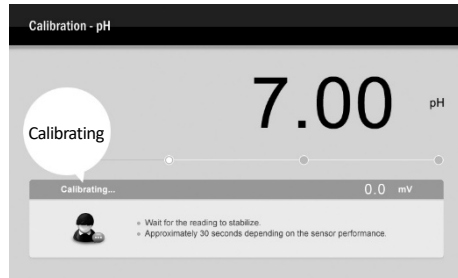 Calibration - pH
7.00 pH
Calibrating
Calibrating... 0.0 mV
Wait for the reading to stabilize.
Approximately 30 seconds depending on the sensor performance.